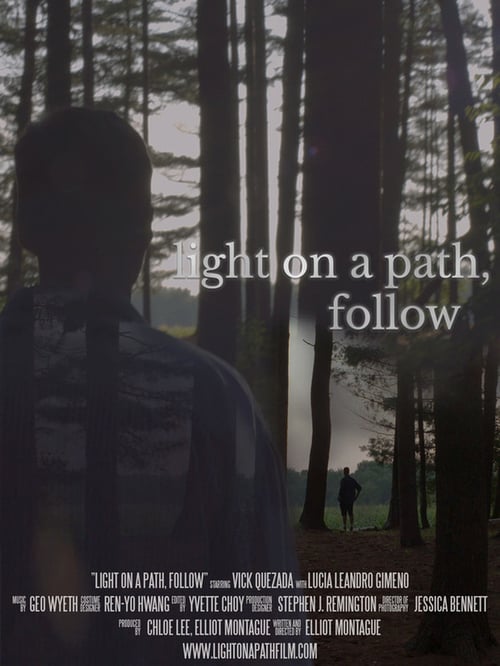 light on a path,
follow
"LIGHT ON A PATH, FOLLOW" STARRING VICK QUEZADA WITH LUCIA LEANDRO GIMENO
MUSIC BY GEO WYETH COSTUME DESIGNER REN-YO HWANG EDITED BY YVETTE CHOY PRODUCTION DESIGNER STEPHEN J. REMINGTON DIRECTOR OF PHOTOGRAPHY JESSICA BENNETT
PRODUCED BY CHLOE LEE, ELLIOT MONTAGUE WRITTEN AND DIRECTED BY ELLIOT MONTAGUE
WWW.LIGHTONAPATHFILM.COM